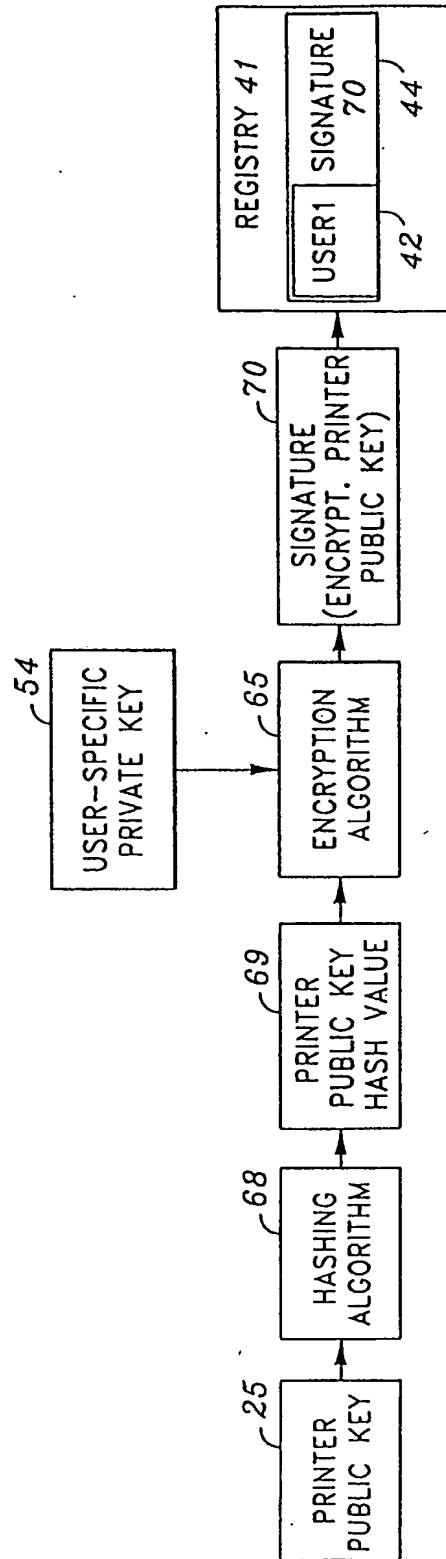 25
PRINTER
PUBLIC KEY
68
HASHING
ALGORITHM
69
PRINTER
PUBLIC KEY
HASH VALUE
54
USER-SPECIFIC
PRIVATE KEY
65
ENCRYPTION
ALGORITHM
70
SIGNATURE
(ENCRYPT. PRINTER
PUBLIC KEY)
REGISTRY 41
USER1
SIGNATURE
70
42
44